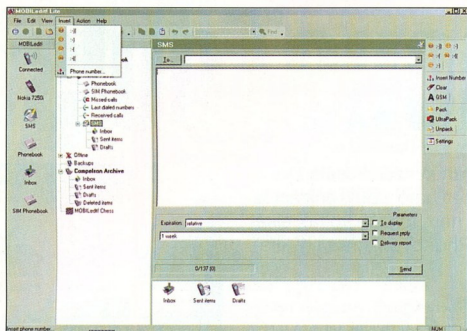 MOBILedit! Lite
File Edit View Insert Action Help
:-)
:-|
:-(
;-)
Phone number...
MOBILedit!
Connected
Nokia 7250
SMS
Phonebook
Inbox
SIM Phonebook
Phonebook
SIM Phonebook
Missed calls
Last dialed numbers
Received calls
SMS
Inbox
Sent items
Drafts
Offline
Backups
Compelson Archive
Inbox
Sent items
Drafts
Deleted items
MOBILedit! Chess
SMS
To...
Expiration: relative
1 week
Parameters
To display
Request reply
Delivery report
0/137 (0)
Send
Inbox Sent items Drafts
Insert Number
Clear
GSM
Pack
UltraPack
Unpack
Settings
Insert phone number...
NUM